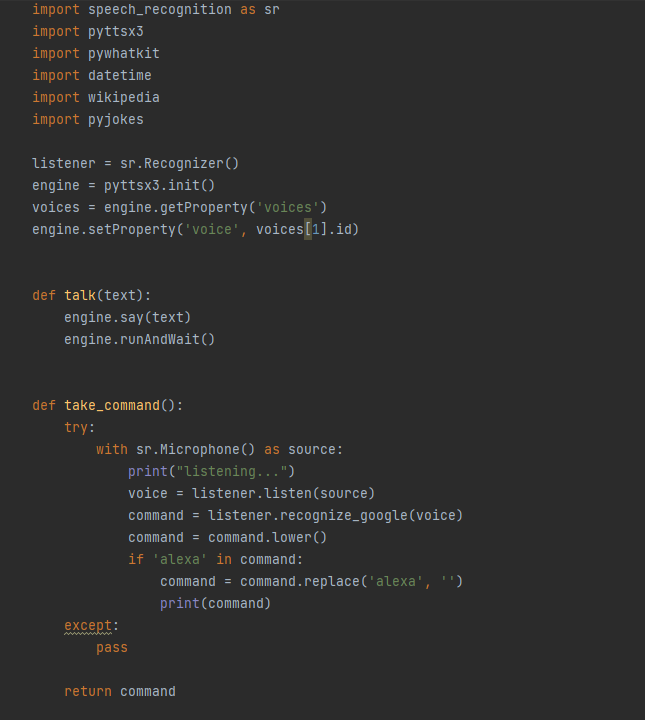 import speech_recognition as sr
import pyttsx3
import pywhatkit
import datetime
import wikipedia
import pyjokes
listener = sr.Recognizer()
engine = pyttsx3.init()
voices = engine.getProperty('voices')
engine.setProperty('voice', voices[1].id)
def talk(text):
    engine.say(text)
    engine.runAndWait()
def take_command():
    try:
        with sr.Microphone() as source:
            print("listening...")
            voice = listener.listen(source)
            command = listener.recognize_google(voice)
            command = command.lower()
            if 'alexa' in command:
                command = command.replace('alexa', '')
                print(command)
    except:
        pass
    return command